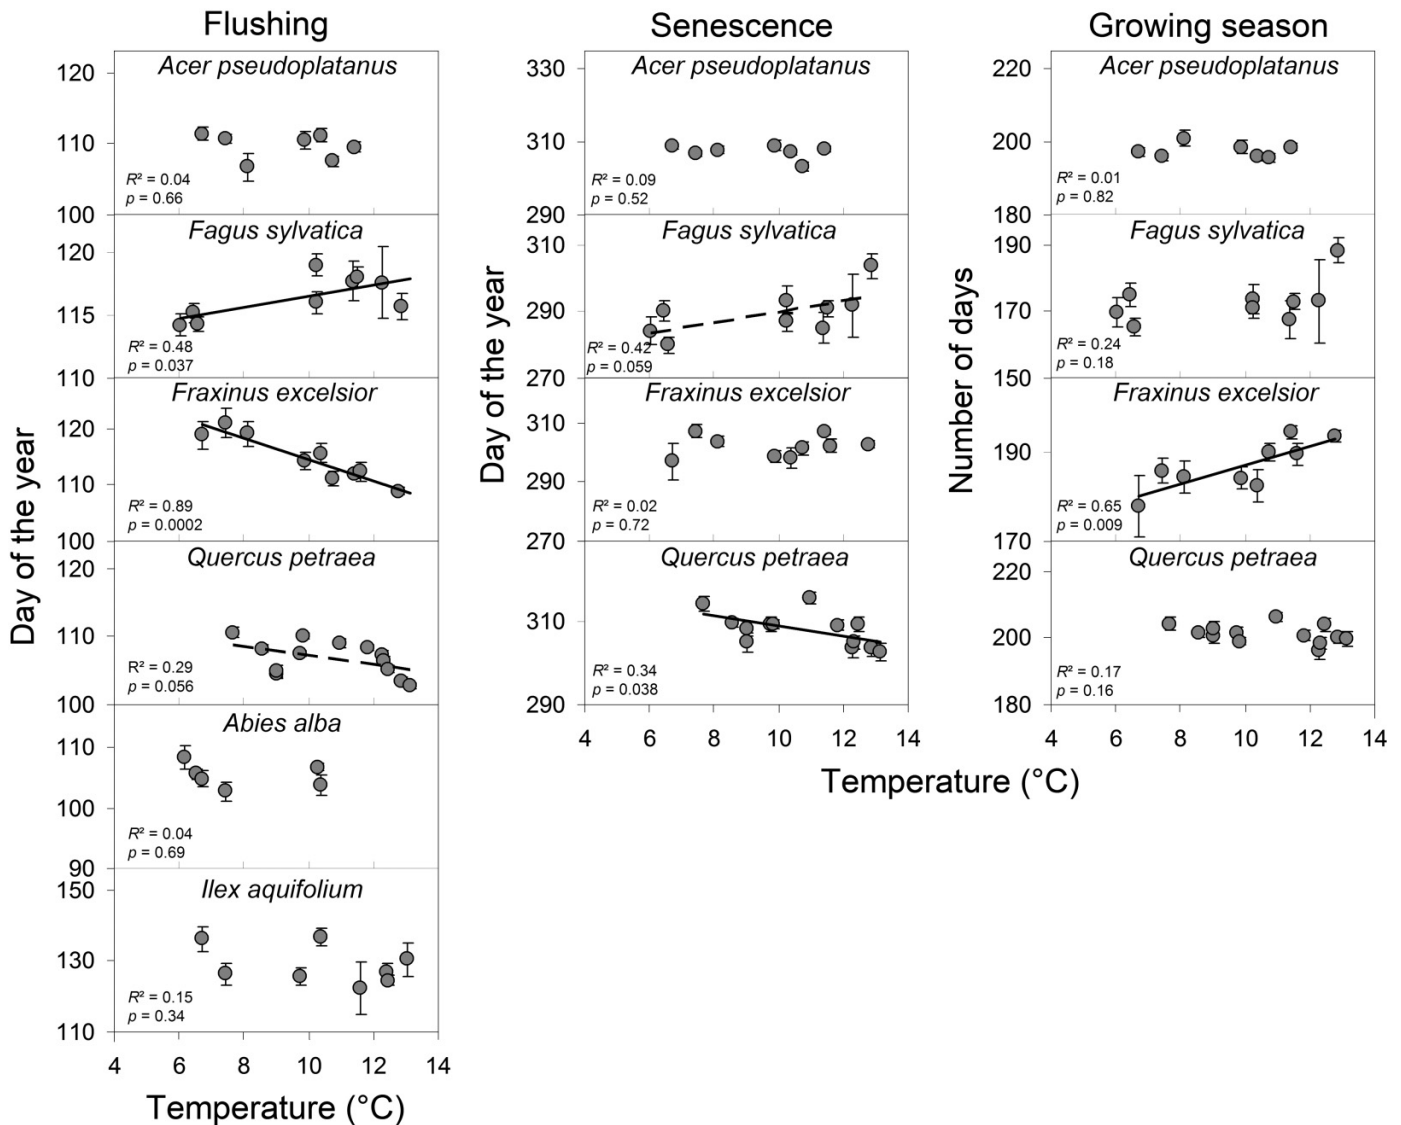 Flushing
Senescence
Growing season
Day of the year
120
Acer pseudoplatanus
110
R² = 0.04
p = 0.66
100
Fagus sylvatica
120
115
R² = 0.48
p = 0.037
110
Fraxinus excelsior
120
110
R² = 0.89
p = 0.0002
100
Quercus petraea
120
110
R² = 0.29
p = 0.056
100
Abies alba
110
100
R² = 0.04
p = 0.69
90
Ilex aquifolium
150
130
R² = 0.15
p = 0.34
110
4 6 8 10 12 14
Temperature (°C)
Day of the year
330
Acer pseudoplatanus
310
R² = 0.09
p = 0.52
290
Fagus sylvatica
310
290
R² = 0.42
p = 0.059
270
Fraxinus excelsior
310
290
R² = 0.02
p = 0.72
270
Quercus petraea
310
R² = 0.34
p = 0.038
290
4 6 8 10 12 14
Number of days
220
Acer pseudoplatanus
200
R² = 0.01
p = 0.82
180
Fagus sylvatica
190
170
R² = 0.24
p = 0.18
150
Fraxinus excelsior
190
R² = 0.65
p = 0.009
170
Quercus petraea
220
200
R² = 0.17
p = 0.16
180
4 6 8 10 12 14
Temperature (°C)